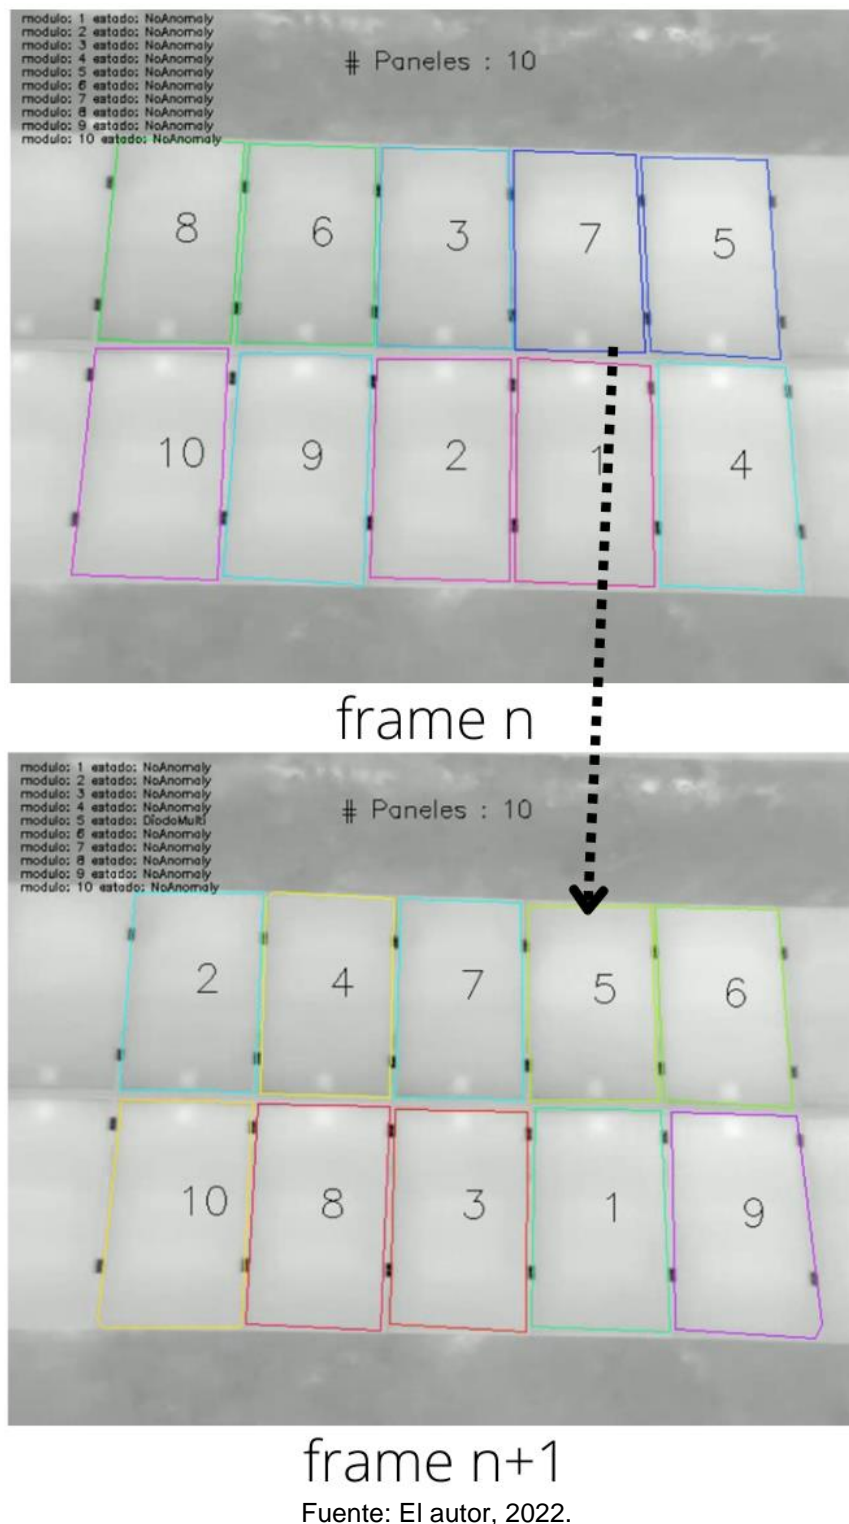 modulo: 1 estado: NoAnomaly
modulo: 2 estado: NoAnomaly
modulo: 3 estado: NoAnomaly
modulo: 4 estado: NoAnomaly
modulo: 5 estado: NoAnomaly
modulo: 6 estado: NoAnomaly
modulo: 7 estado: NoAnomaly
modulo: 8 estado: NoAnomaly
modulo: 9 estado: NoAnomaly
modulo: 10 estado: NoAnomaly
# Paneles : 10
8 6 3 7 5
10 9 2 1 4
frame n
modulo: 1 estado: NoAnomaly
modulo: 2 estado: NoAnomaly
modulo: 3 estado: NoAnomaly
modulo: 4 estado: NoAnomaly
modulo: 5 estado: DiodoMulti
modulo: 6 estado: NoAnomaly
modulo: 7 estado: NoAnomaly
modulo: 8 estado: NoAnomaly
modulo: 9 estado: NoAnomaly
modulo: 10 estado: NoAnomaly
# Paneles : 10
2 4 7 5 6
10 8 3 1 9
frame n+1
Fuente: El autor, 2022.